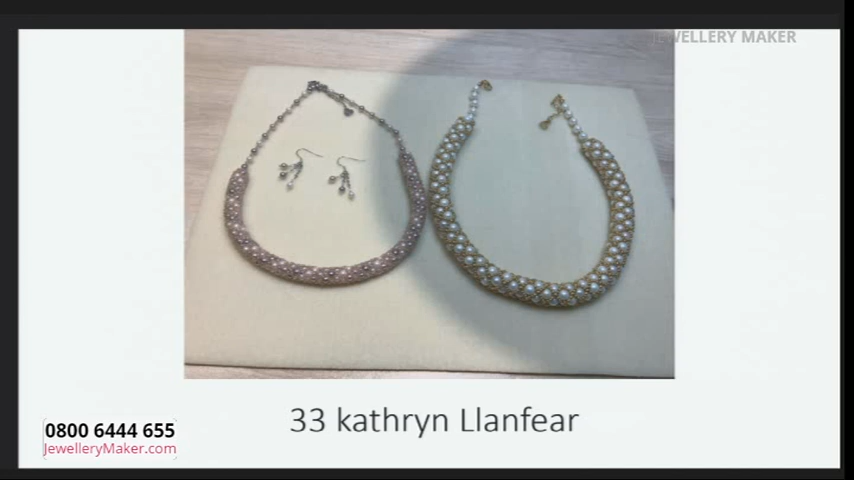 JEWELLERY MAKER
33 kathryn Llanfear
0800 6444 655
JewelleryMaker.com